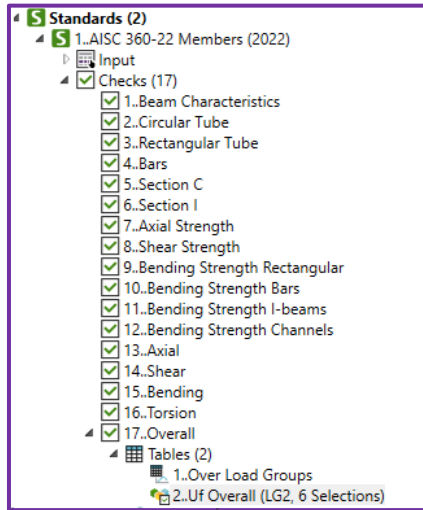 Standards (2)
1..AISC 360-22 Members (2022)
Input
Checks (17)
1..Beam Characteristics
2..Circular Tube
3..Rectangular Tube
4..Bars
5..Section C
6..Section I
7..Axial Strength
8..Shear Strength
9..Bending Strength Rectangular
10..Bending Strength Bars
11..Bending Strength I-beams
12..Bending Strength Channels
13..Axial
14..Shear
15..Bending
16..Torsion
17..Overall
Tables (2)
1..Over Load Groups
2..Uf Overall (LG2, 6 Selections)